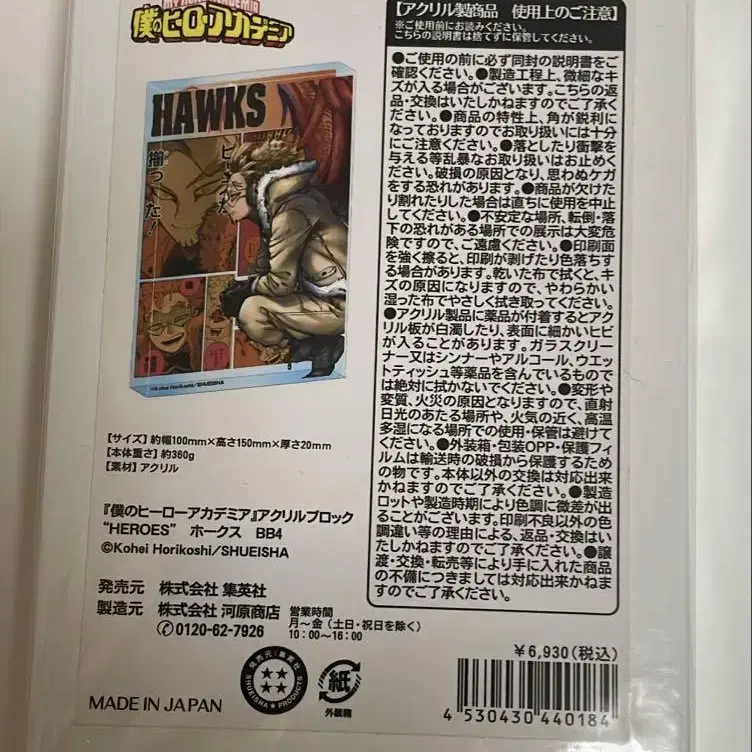 MY HERO ACADEMIA
僕のヒーローアカデミア
HAWKS
揃った!
©Kohei Horikoshi/SHUEISHA
【サイズ】約幅100mm×高さ150mm×厚さ20mm
【本体重さ】約360g
【素材】アクリル
『僕のヒーローアカデミア』アクリルブロック
“HEROES” ホークス BB4
©Kohei Horikoshi/SHUEISHA
発売元 株式会社 集英社
製造元 株式会社 河原商店
0120-62-7926
営業時間
月～金(土日・祝日を除く)
10:00～16:00
MADE IN JAPAN
発売元:集英社
SHUEISHA PRODUCTS
紙
外装箱
【アクリル製商品 使用上のご注意】
※ご使用前に必ずお読みください。
こちらの説明書は捨てずに保管してください。
●ご使用の前に必ず同封の説明書をご
確認ください。●製造工程上、微細なキ
ズが入る場合がございます。こちらの返
品・交換はいたしかねますのでご了承く
ださい。●商品の特性上、角が鋭利に
なっておりますのでお取り扱いには十分
にご注意ください。●落としたり衝撃を
与える等乱暴なお取り扱いはお止めく
ださい。破損の原因となり、思わぬケガ
をする恐れがあります。●商品が欠けた
り割れたりした場合は直ちに使用を中止
してください。●不安定な場所、転倒・落
下の恐れがある場所での展示は大変危
険ですので、ご遠慮ください。●印刷面
を強く擦ると、印刷が剥げたり色落ちす
る場合があります。乾いた布で拭くと、キ
ズの原因になりますので、やわらかい
湿った布でやさしく拭き取ってください。
●アクリル製品に薬品が付着するとアク
リル板が白濁したり、表面に細かいヒビ
が入ることがあります。ガラスクリー
ナー又はシンナーやアルコール、ウエッ
トティッシュ等薬品を含んでいるもので
は絶対に拭かないでください。●変形や
変質、火災の原因となりますので、直射
日光のあたる場所や、火気の近く、高温
多湿になる場所での使用・保管は避けて
ください。●外装箱・包装OPP・保護フィ
ルムは輸送時の破損から保護するため
の物です。本体以外の交換は対応出来
かねますのでご了承ください。●製造
ロットや製造時期により色調に微差が出
ることがございます。印刷不良以外の色
調違い等の理由による、返品・交換はい
たしかねますのでご了承ください。●譲
渡・交換・転売等により手に入れた商品
の不備につきましては対応出来かねま
すのでご了承ください。
￥6,930(税込)
4 530430 440184